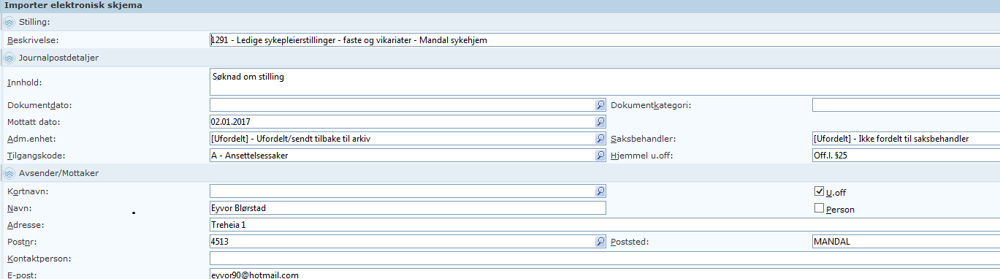 Importer elektronisk skjema
Stilling:
Beskrivelse: 1291 - Ledige sykepleierstillinger - faste og vikariater - Mandal sykehjem
Journalpostdetaljer
Innhold: Søknad om stilling
Dokumentdato: Dokumentkategori:
Mottatt dato: 02.01.2017
Adm.enhet: [Ufordelt] - Ufordelt/sendt tilbake til arkiv Saksbehandler: [Ufordelt] - Ikke fordelt til saksbehandler
Tilgangskode: A - Ansettelsessaker Hjemmel u.off: Off.l. §25
Avsender/Mottaker
Kortnavn: U.off
Navn: Eyvor Blørstad Person
Adresse: Treheia 1
Postnr: 4513 Poststed: MANDAL
Kontaktperson:
E-post: eyvor90@hotmail.com